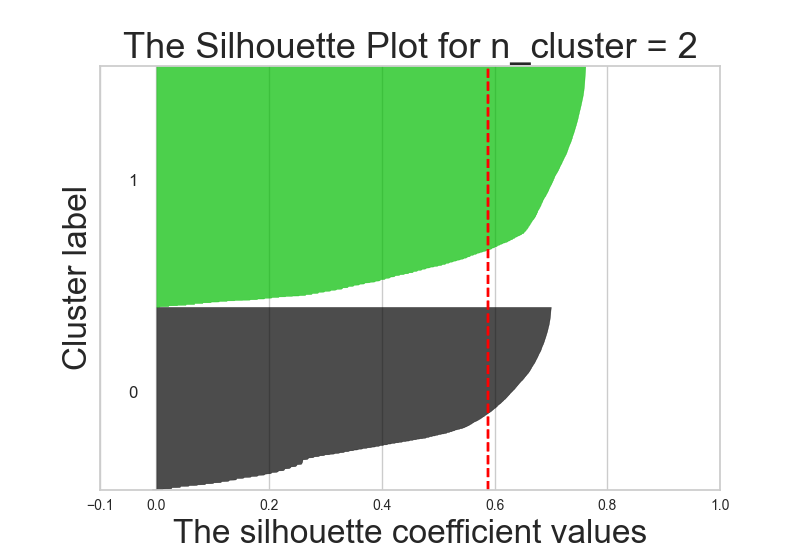 The Silhouette Plot for n_cluster = 2
Cluster label
1
0
−0.1 0.0 0.2 0.4 0.6 0.8 1.0
The silhouette coefficient values